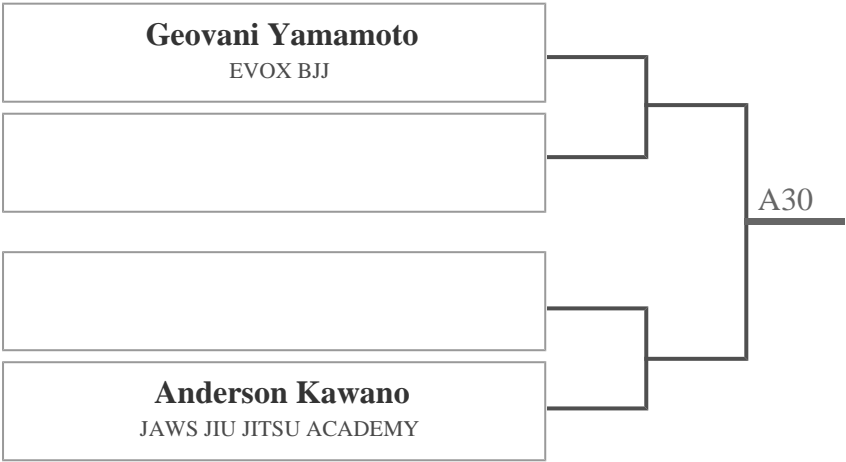 Geovani Yamamoto
EVOX BJJ
A30
Anderson Kawano
JAWS JIU JITSU ACADEMY